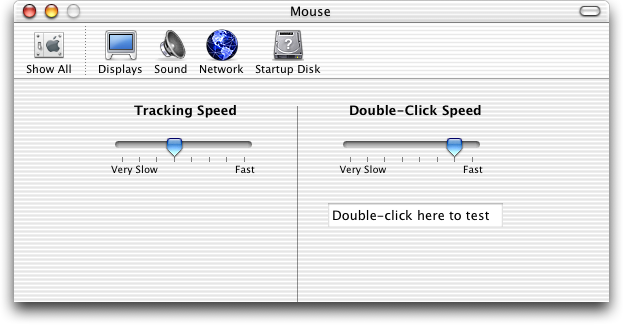 Mouse
Show All Displays Sound Network Startup Disk
Tracking Speed Double-Click Speed
Very Slow Fast Very Slow Fast
Double-click here to test